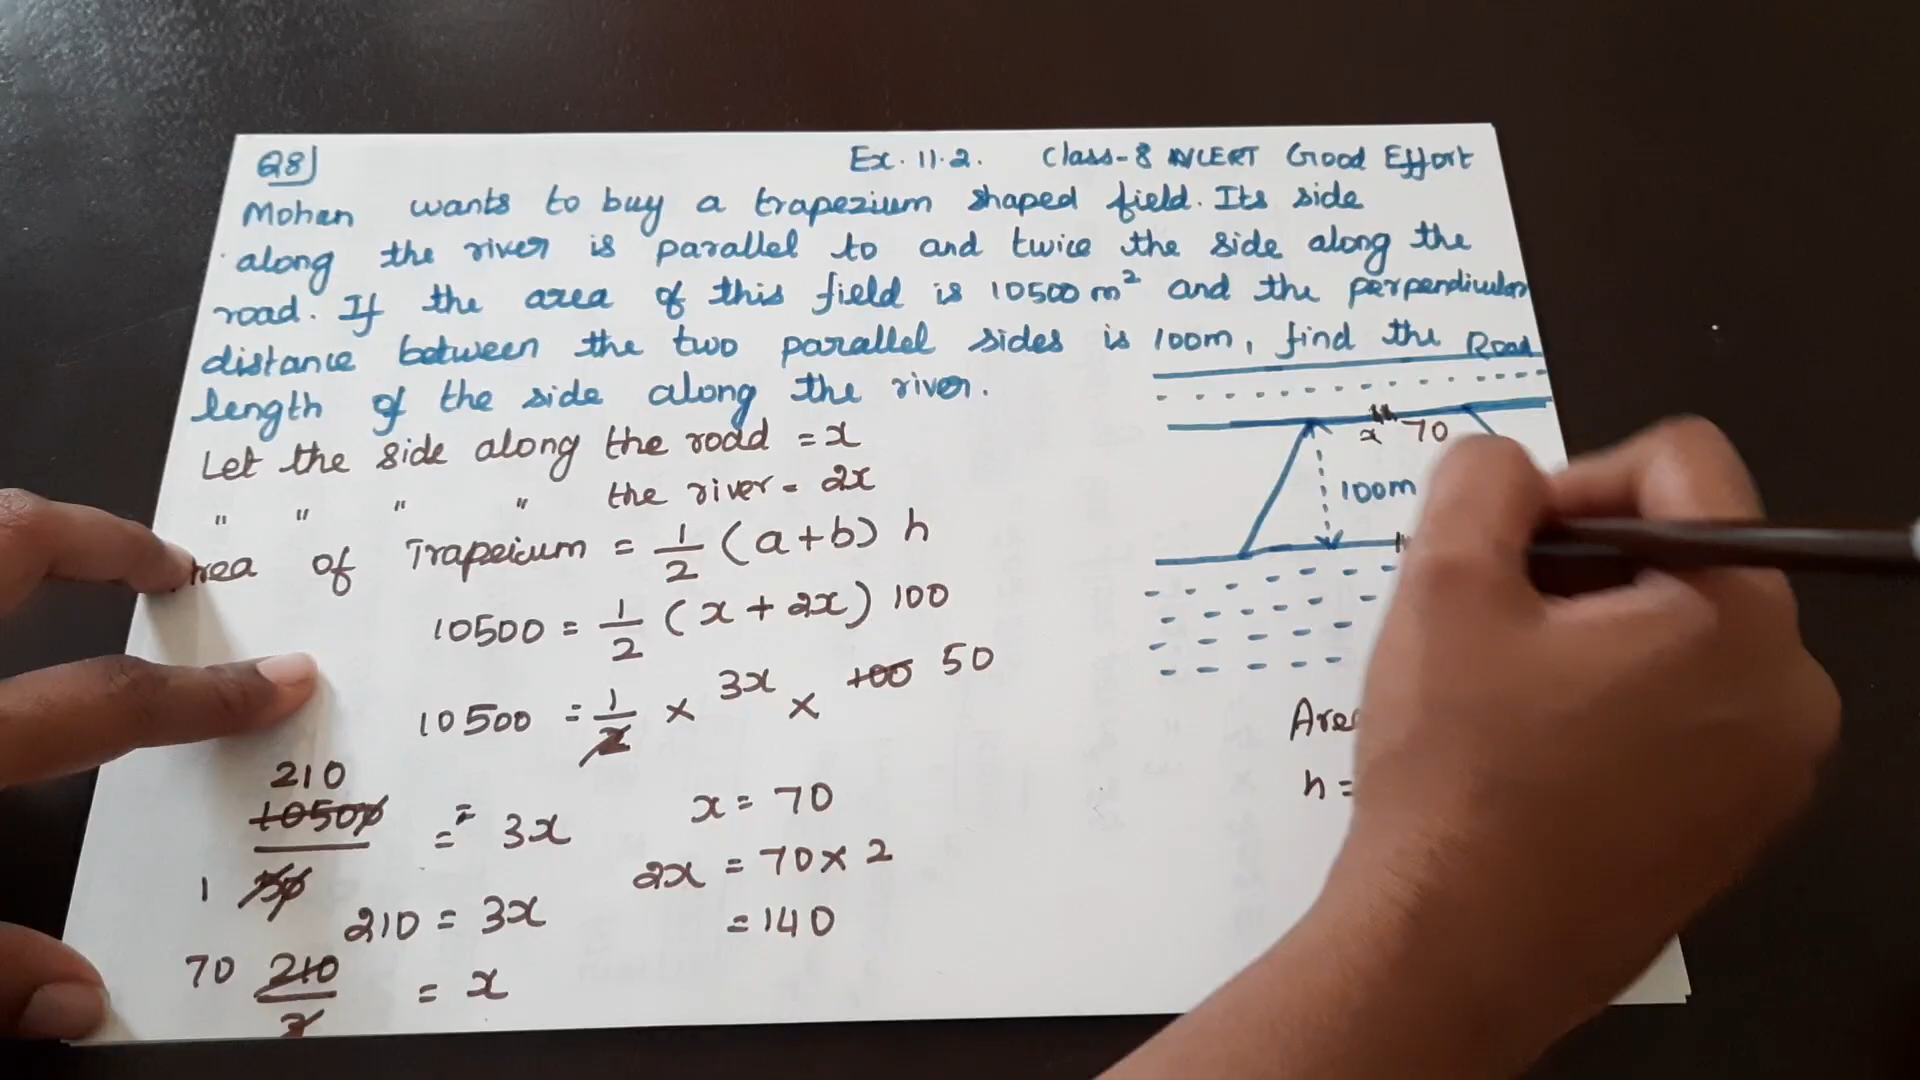 Q8) Ex. 11.2. Class-8 NCERT Good Effort
Mohan wants to buy a trapezium shaped field. Its side
along the river is parallel to and twice the side along the
road. If the area of this field is 10500 m² and the perpendicular
distance between the two parallel sides is 100m, find the
length of the side along the river.
Road
Let the side along the road = x
" " " " the river = 2x
of Trapeicum = 1/2 (a+b) h
10500 = 1/2 (x + 2x) 100
10500 = 1/2 × 3x × 100 50
210
10500/50 = 3x
1
210 = 3x
70 210/3 = x
x = 70
2x = 70 × 2
= 140
x 70
100m
h =